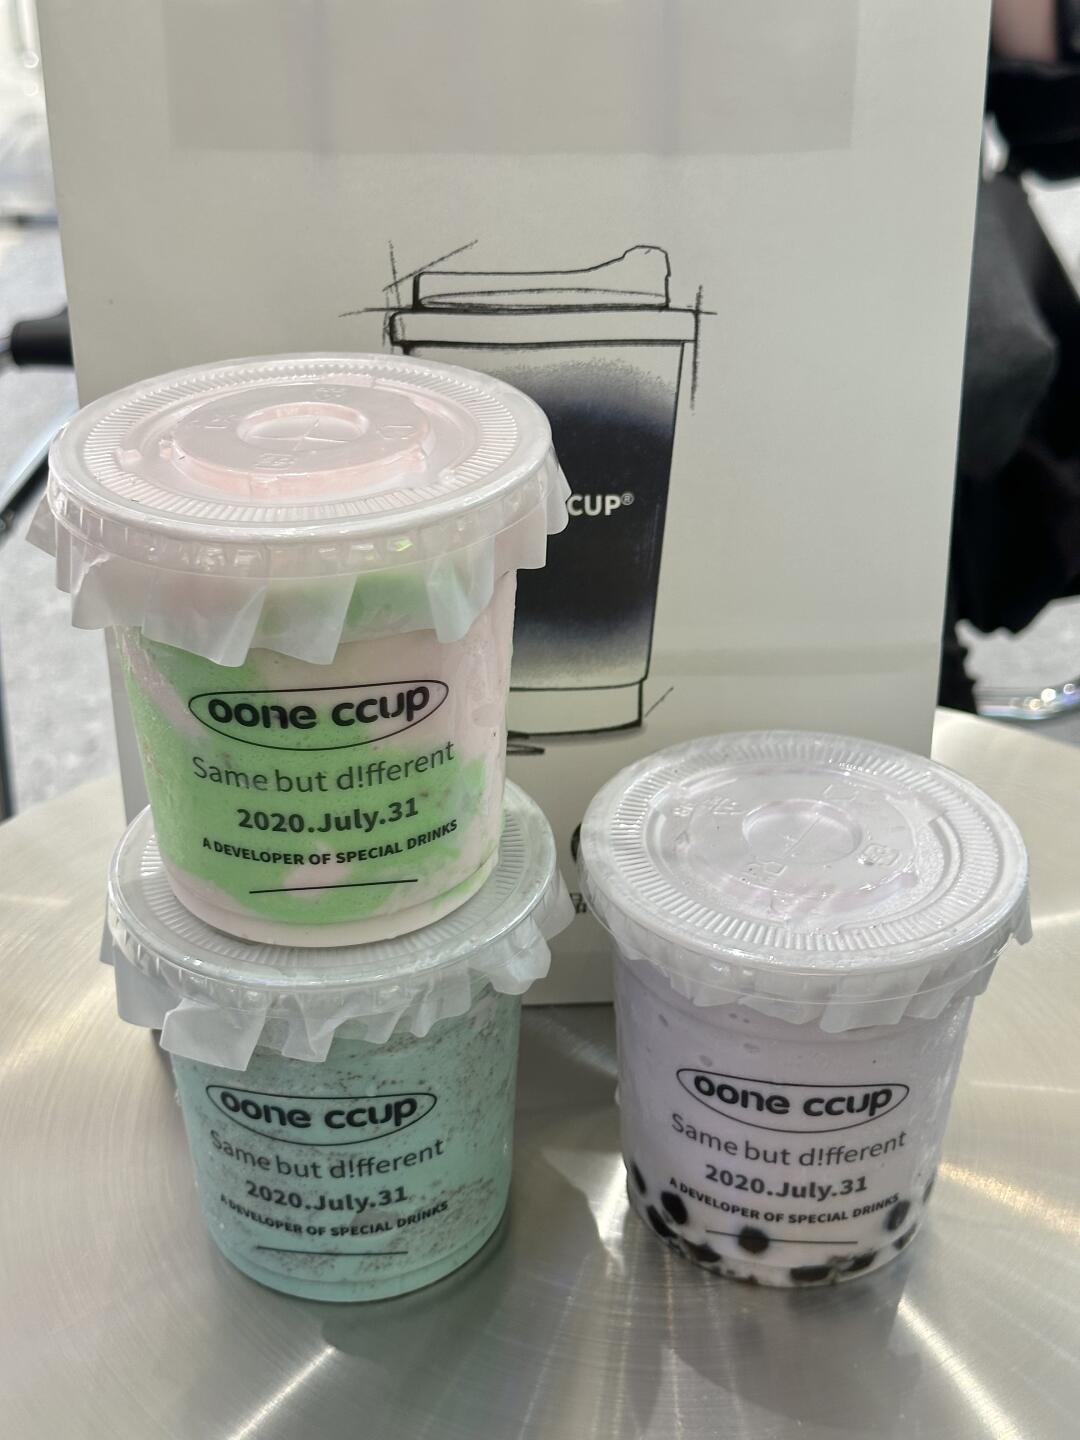 CUP®
oone ccup
Same but d!fferent
2020.July.31
A DEVELOPER OF SPECIAL DRINKS
oone ccup
Same but d!fferent
2020.July.31
A DEVELOPER OF SPECIAL DRINKS
oone ccup
Same but d!fferent
2020.July.31
A DEVELOPER OF SPECIAL DRINKS